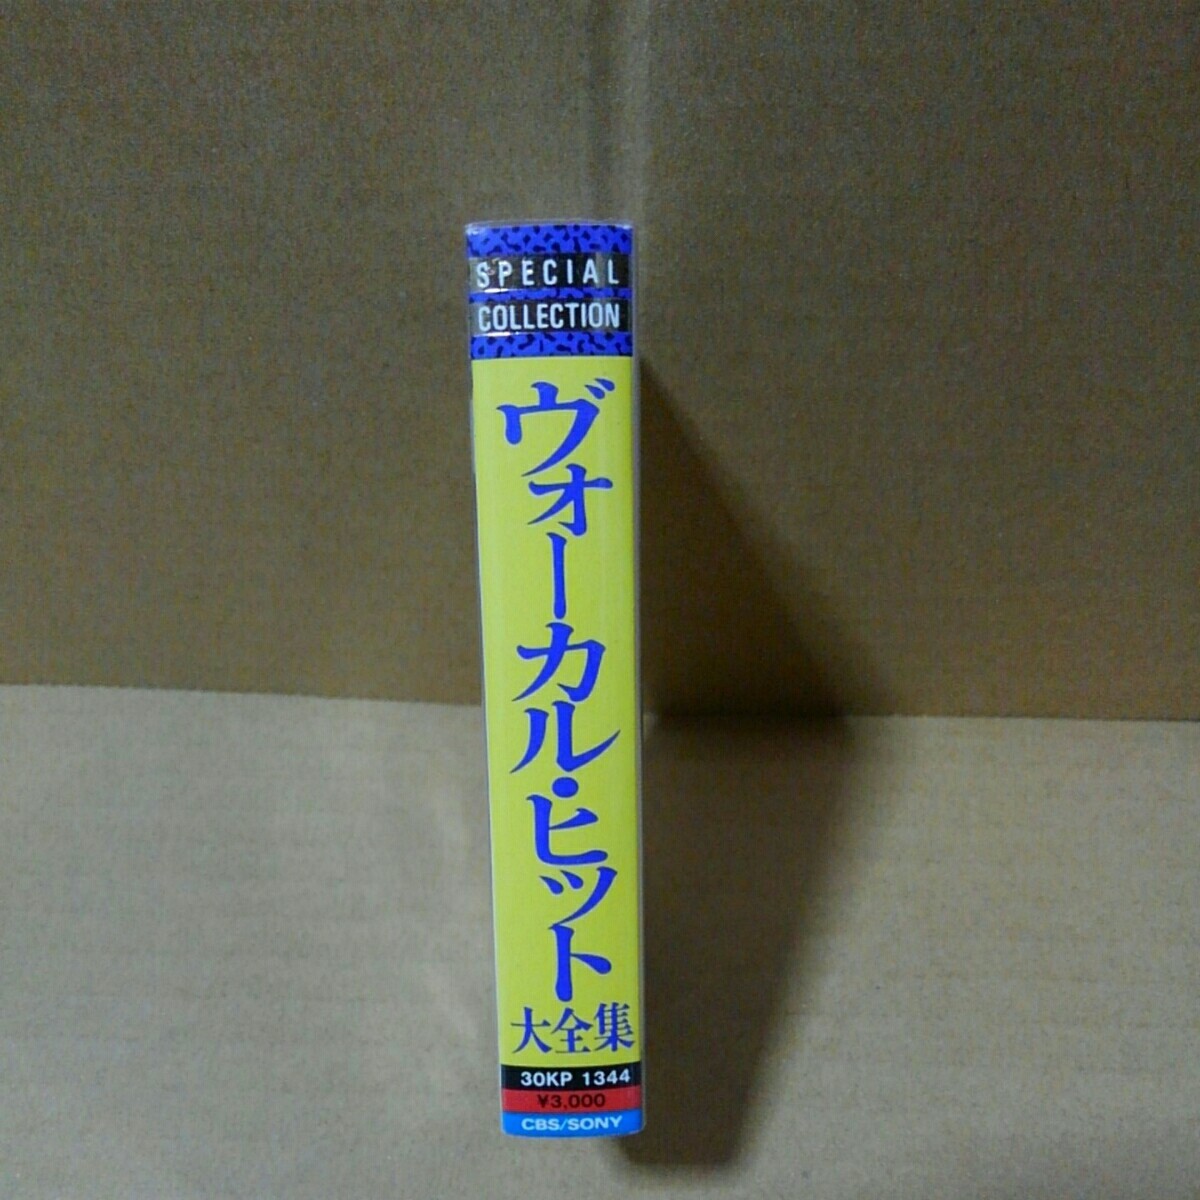 SPECIAL
COLLECTION
ヴォーカル・ヒット
大全集
30KP 1344
¥3,000
CBS/SONY